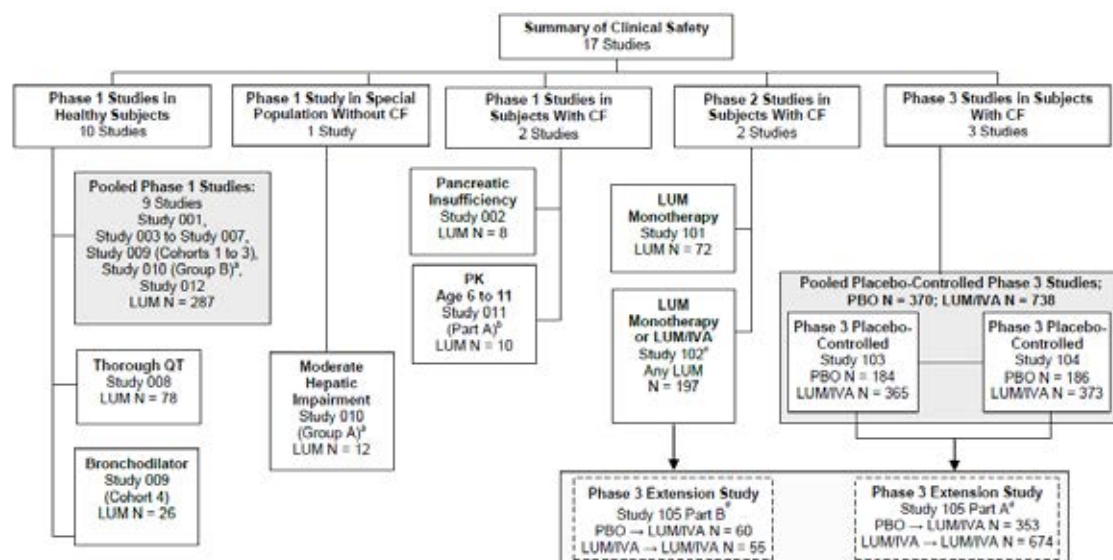 Summary of Clinical Safety
17 Studies
Phase 1 Studies in
Healthy Subjects
10 Studies
Phase 1 Study in Special
Population Without CF
1 Study
Phase 1 Studies in
Subjects With CF
2 Studies
Phase 2 Studies in
Subjects With CF
2 Studies
Phase 3 Studies in Subjects
With CF
3 Studies
Pooled Phase 1 Studies:
9 Studies
Study 001,
Study 003 to Study 007,
Study 009 (Cohorts 1 to 3),
Study 010 (Group B)ª,
Study 012
LUM N = 287
Thorough QT
Study 008
LUM N = 78
Bronchodilator
Study 009
(Cohort 4)
LUM N = 26
Moderate
Hepatic
Impairment
Study 010
(Group A)ª
LUM N = 12
Pancreatic
Insufficiency
Study 002
LUM N = 8
PK
Age 6 to 11
Study 011
(Part A)ᵇ
LUM N = 10
LUM
Monotherapy
Study 101
LUM N = 72
LUM
Monotherapy
or LUM/IVA
Study 102
Any LUM
N = 197
Pooled Placebo-Controlled Phase 3 Studies;
PBO N = 370; LUM/IVA N = 738
Phase 3 Placebo-
Controlled
Study 103
PBO N = 184
LUM/IVA N = 365
Phase 3 Placebo-
Controlled
Study 104
PBO N = 186
LUM/IVA N = 373
Phase 3 Extension Study
Study 105 Part B
PBO → LUM/IVA N = 60
LUM/IVA → LUM/IVA N = 55
Phase 3 Extension Study
Study 105 Part A
PBO → LUM/IVA N = 353
LUM/IVA → LUM/IVA N = 674